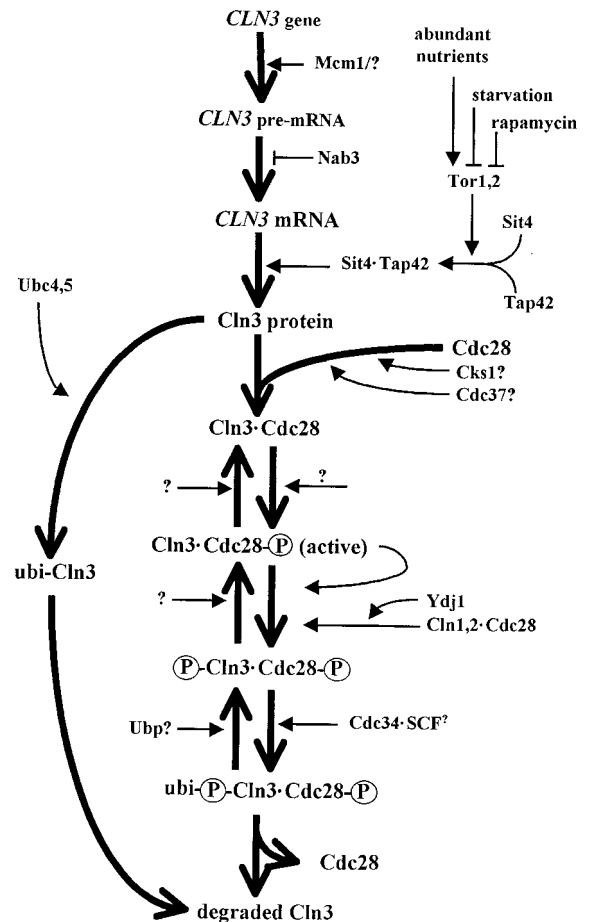 CLN3 gene
abundant
nutrients
Mcm1/?
starvation
rapamycin
CLN3 pre-mRNA
Nab3
Tor1,2
CLN3 mRNA
Sit4
Sit4·Tap42
Ubc4,5
Tap42
Cln3 protein
Cdc28
Cks1?
Cdc37?
Cln3·Cdc28
?
?
Cln3·Cdc28-P (active)
ubi-Cln3
?
Ydj1
Cln1,2·Cdc28
P-Cln3·Cdc28-P
Ubp?
Cdc34·SCF?
ubi-P-Cln3·Cdc28-P
Cdc28
degraded Cln3